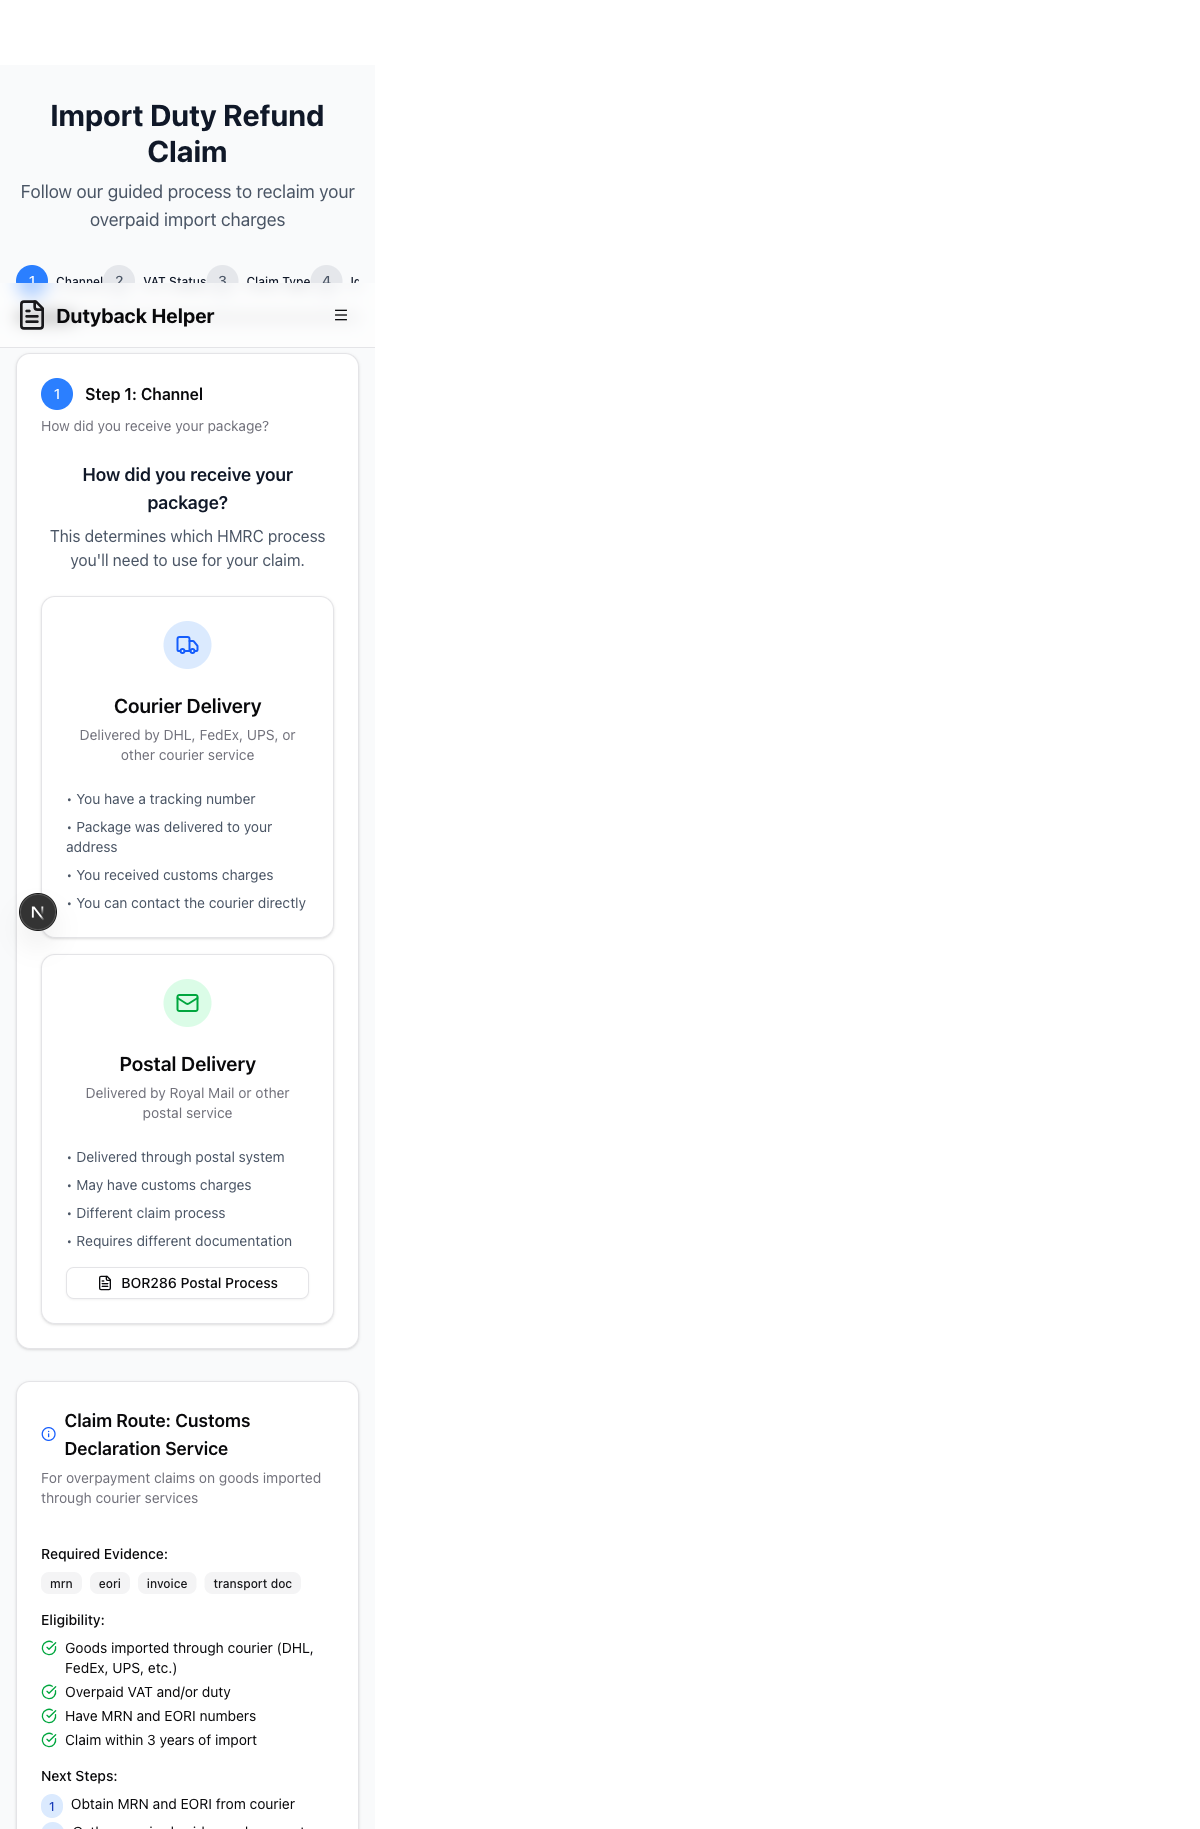 Import Duty Refund
Claim
Follow our guided process to reclaim your
overpaid import charges
1 Channel 2 VAT Status 3 Claim Type 4
Dutyback Helper
1 Step 1: Channel
How did you receive your package?
How did you receive your
package?
This determines which HMRC process
you'll need to use for your claim.
Courier Delivery
Delivered by DHL, FedEx, UPS, or
other courier service
• You have a tracking number
• Package was delivered to your
address
• You received customs charges
• You can contact the courier directly
N
Postal Delivery
Delivered by Royal Mail or other
postal service
• Delivered through postal system
• May have customs charges
• Different claim process
• Requires different documentation
BOR286 Postal Process
Claim Route: Customs
Declaration Service
For overpayment claims on goods imported
through courier services
Required Evidence:
mrn eori invoice transport doc
Eligibility:
Goods imported through courier (DHL,
FedEx, UPS, etc.)
Overpaid VAT and/or duty
Have MRN and EORI numbers
Claim within 3 years of import
Next Steps:
1 Obtain MRN and EORI from courier